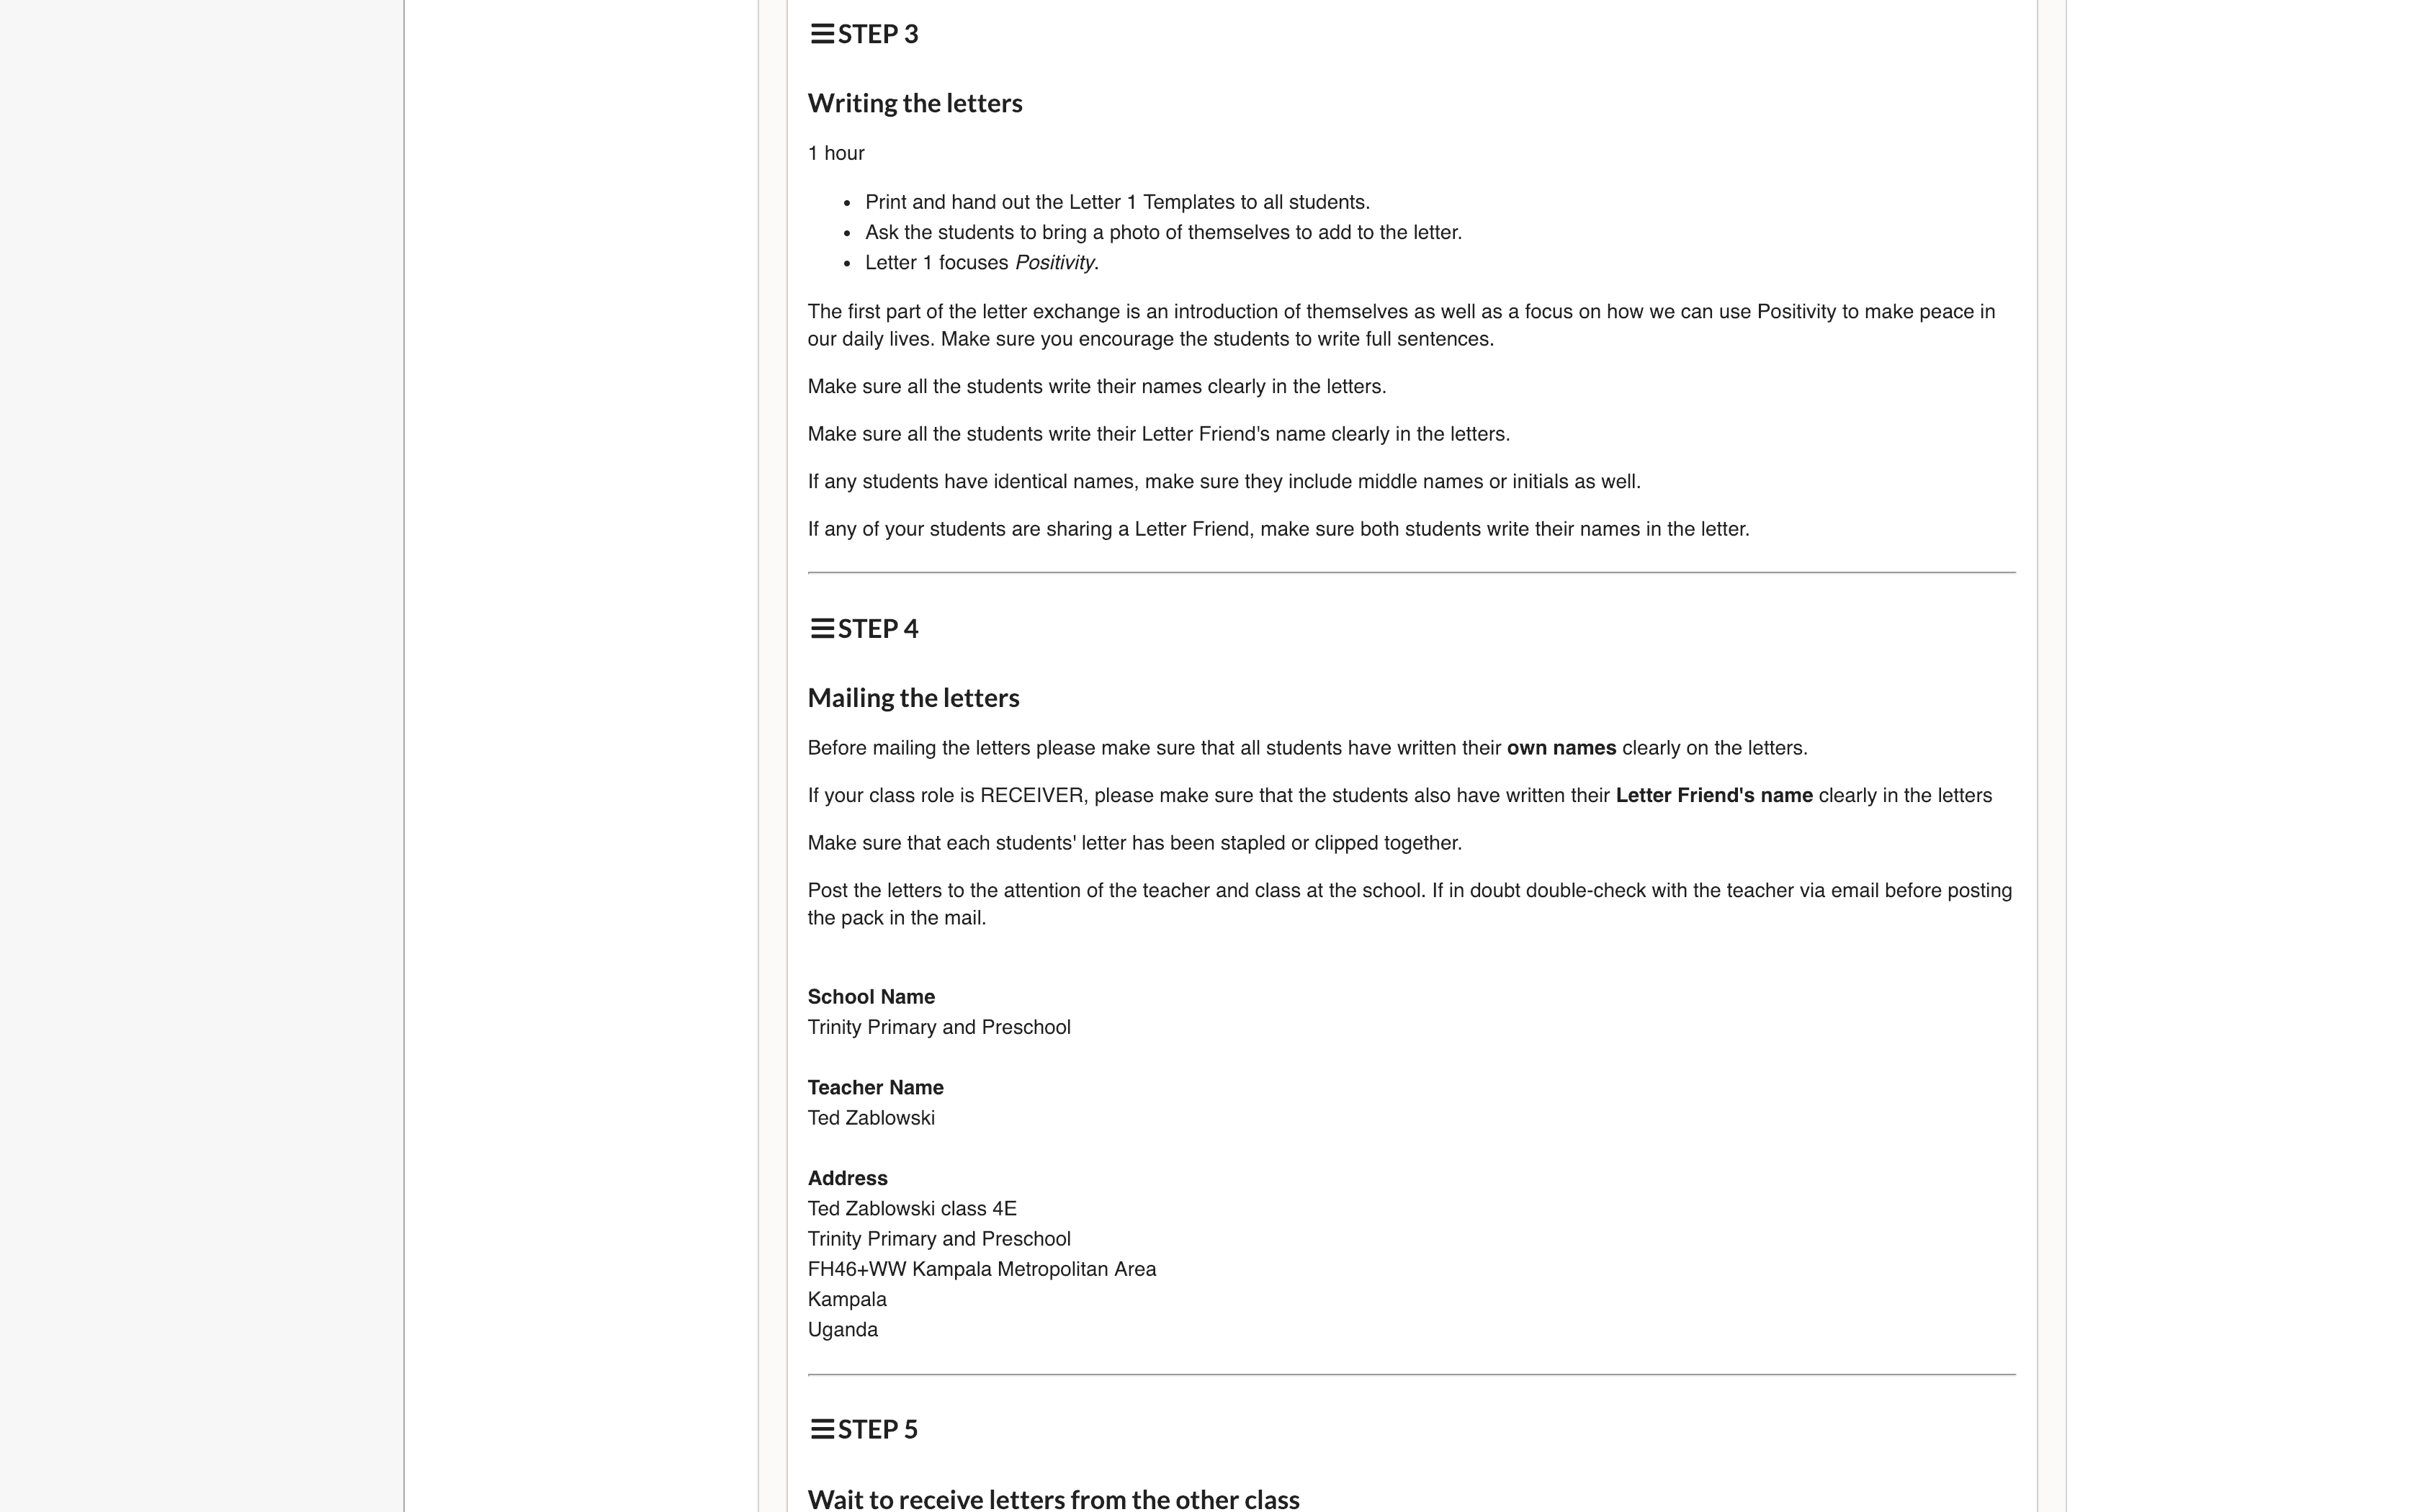 STEP 3
Writing the letters
1 hour
• Print and hand out the Letter 1 Templates to all students.
• Ask the students to bring a photo of themselves to add to the letter.
• Letter 1 focuses Positivity.
The first part of the letter exchange is an introduction of themselves as well as a focus on how we can use Positivity to make peace in
our daily lives. Make sure you encourage the students to write full sentences.
Make sure all the students write their names clearly in the letters.
Make sure all the students write their Letter Friend's name clearly in the letters.
If any students have identical names, make sure they include middle names or initials as well.
If any of your students are sharing a Letter Friend, make sure both students write their names in the letter.
STEP 4
Mailing the letters
Before mailing the letters please make sure that all students have written their own names clearly on the letters.
If your class role is RECEIVER, please make sure that the students also have written their Letter Friend's name clearly in the letters
Make sure that each students' letter has been stapled or clipped together.
Post the letters to the attention of the teacher and class at the school. If in doubt double-check with the teacher via email before posting
the pack in the mail.
School Name
Trinity Primary and Preschool
Teacher Name
Ted Zablowski
Address
Ted Zablowski class 4E
Trinity Primary and Preschool
FH46+WW Kampala Metropolitan Area
Kampala
Uganda
STEP 5
Wait to receive letters from the other class